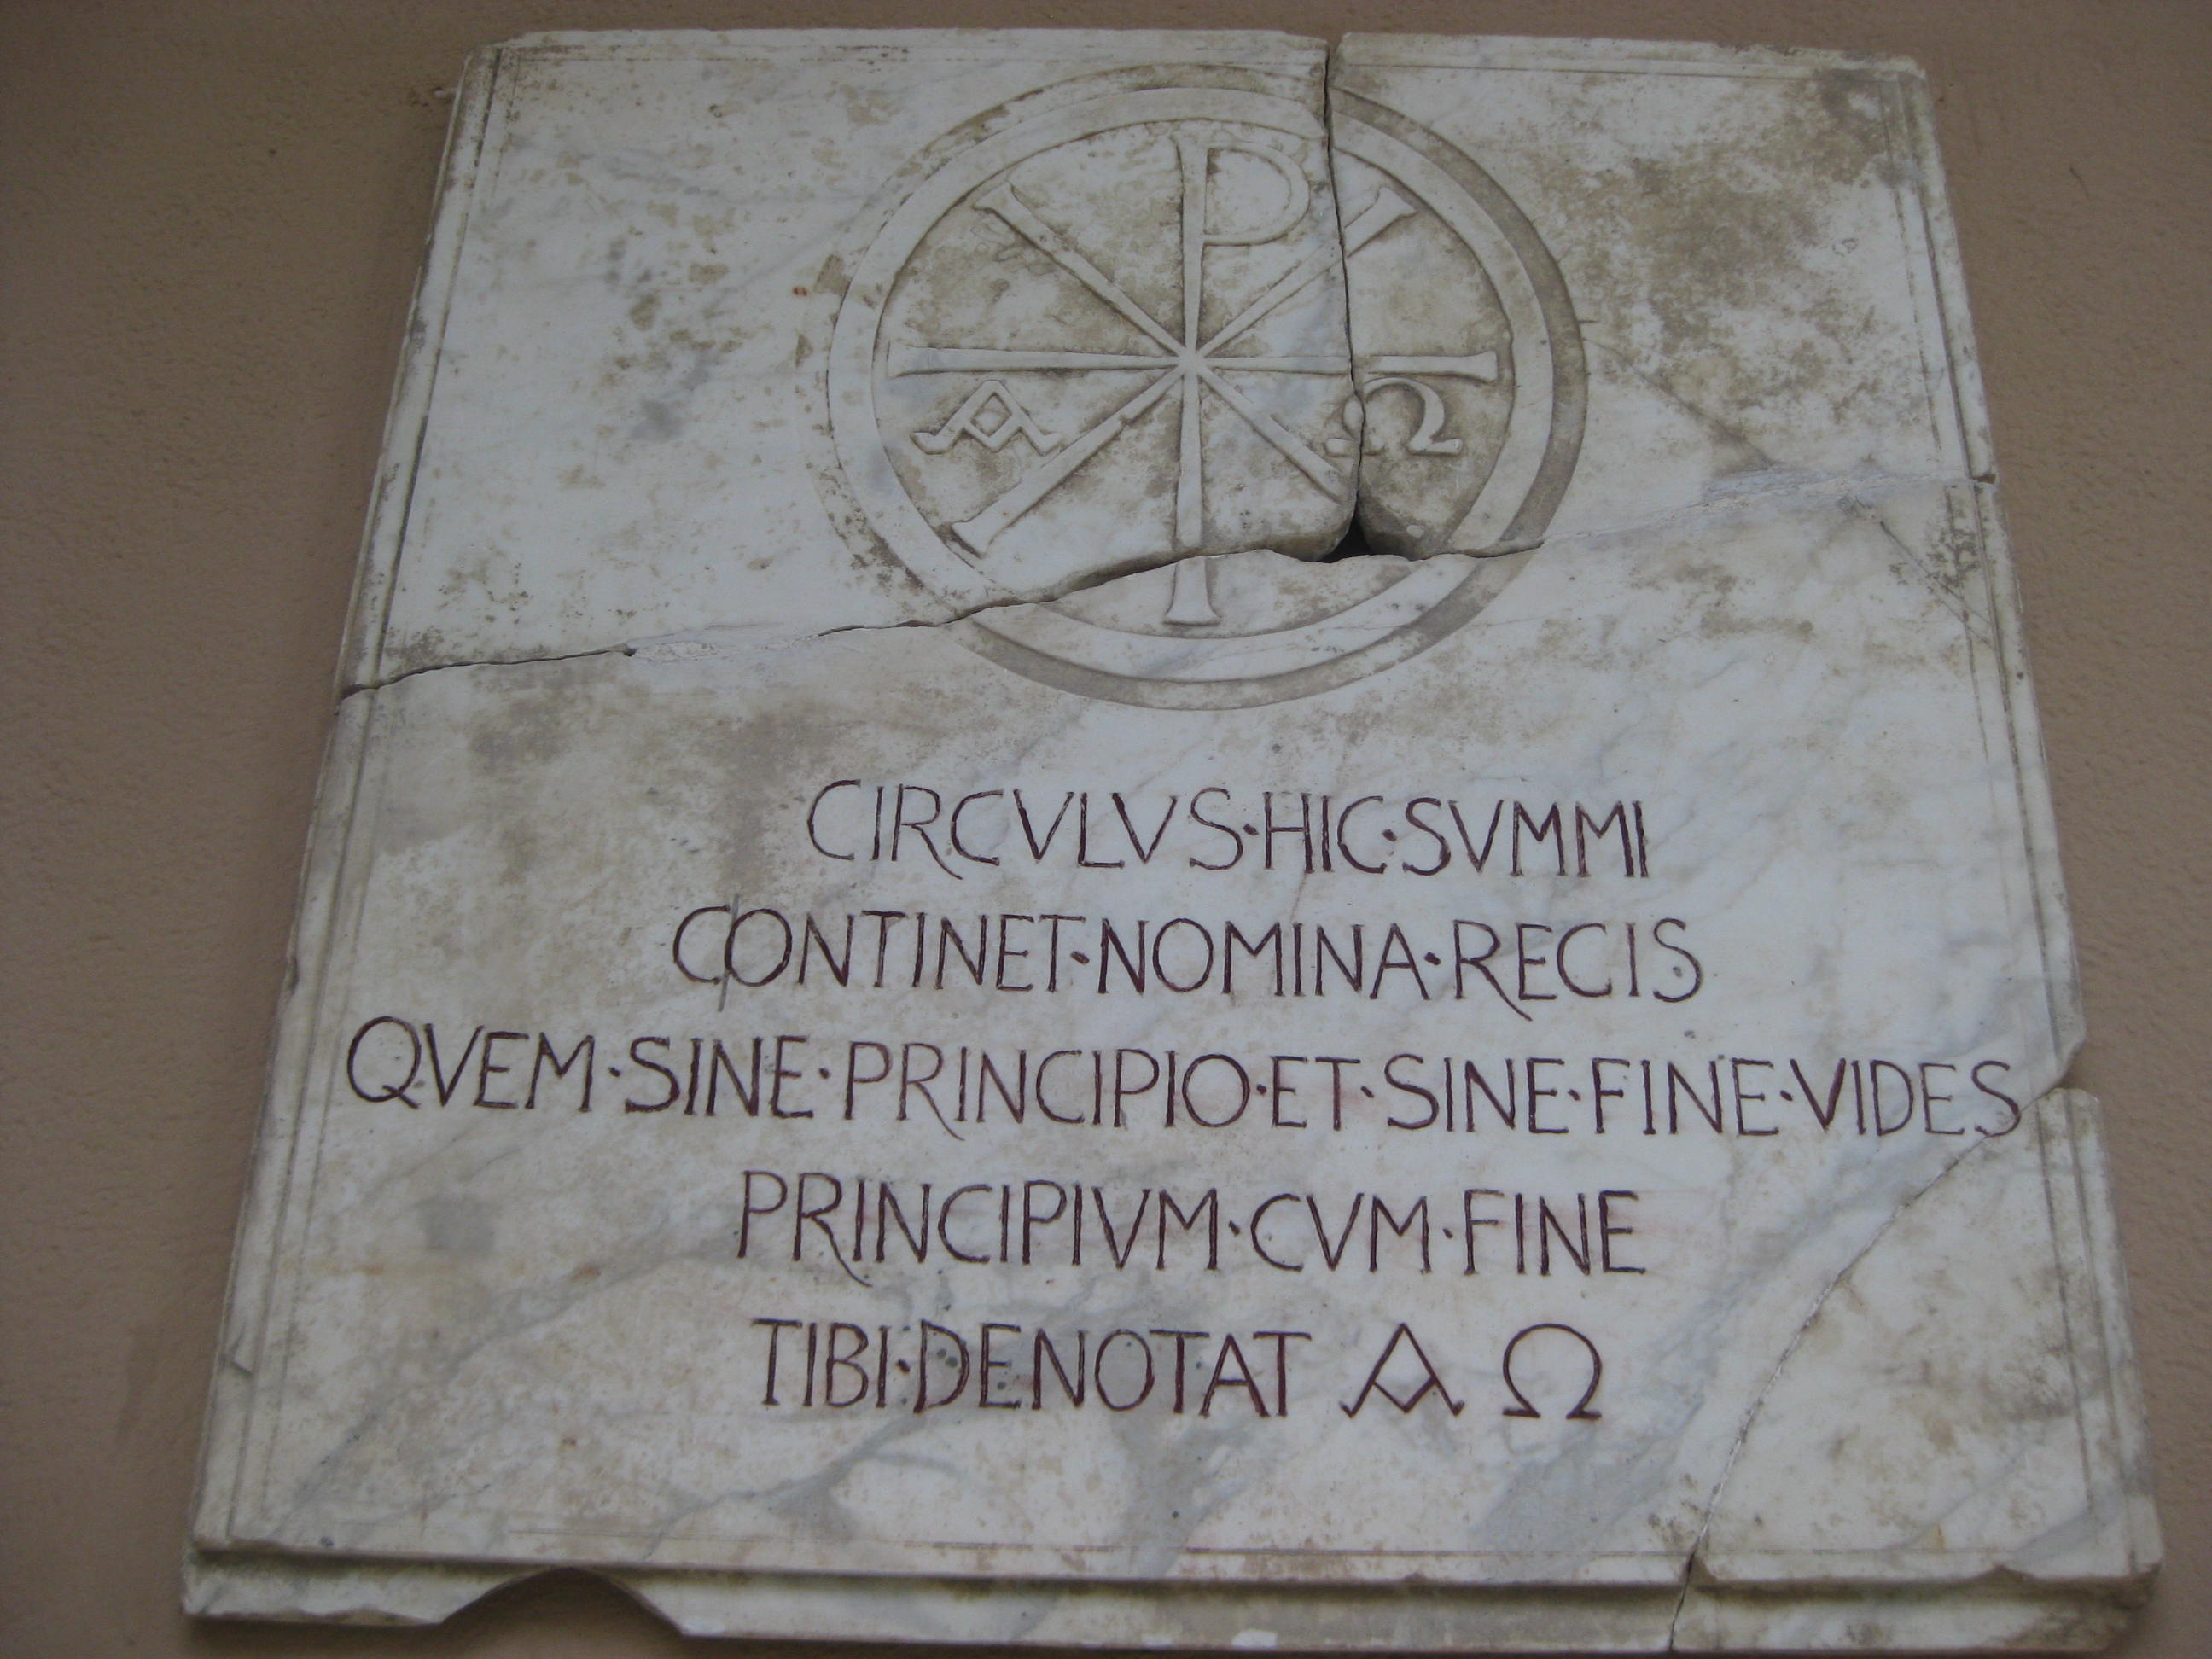 Α Ω
CIRCVLVS·HIC·SVMMI
CONTINET·NOMINA·RECIS
QVEM·SINE·PRINCIPIO·ET·SINE·FINE·VIDES
PRINCIPIVM·CVM·FINE
TIBI·DENOTAT Α Ω